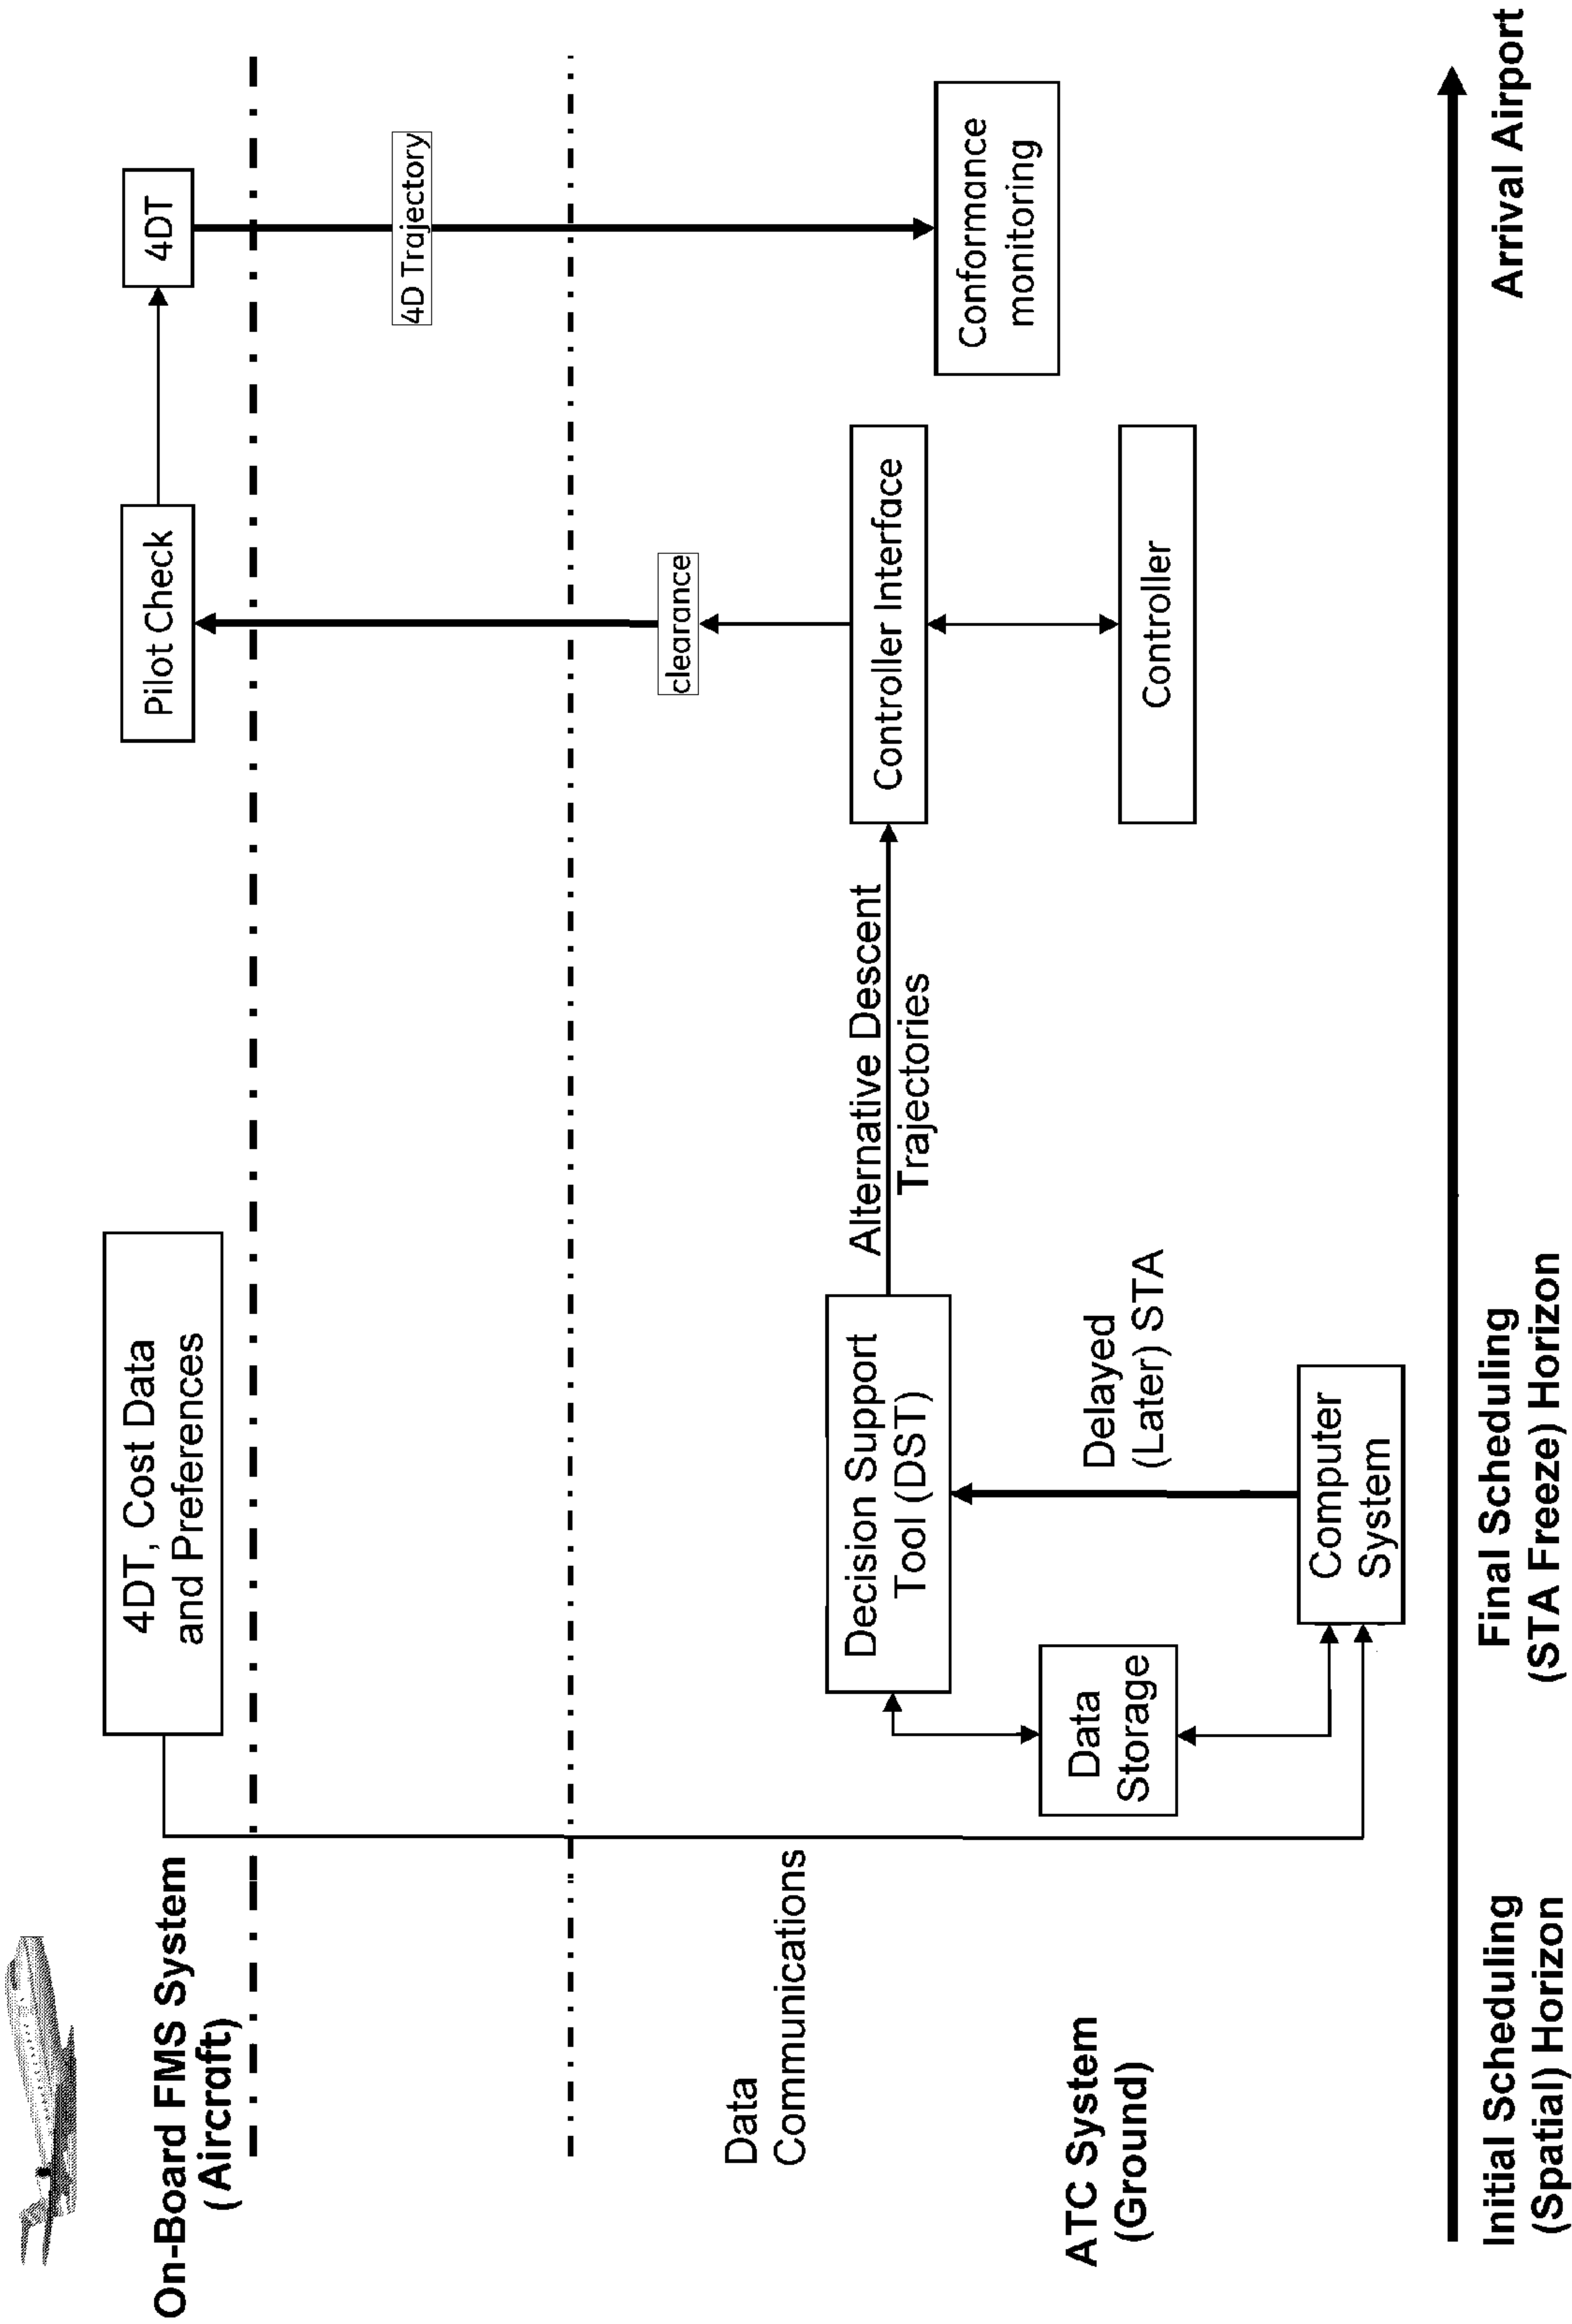 On-Board FMS System
(Aircraft)
4DT, Cost Data
and Preferences
Pilot Check
4DT
4D Trajectory
Data
Communications
clearance
ATC System
(Ground)
Decision Support
Tool (DST)
Alternative Descent
Trajectories
Controller Interface
Conformance
monitoring
Data
Storage
Delayed
(Later) STA
Controller
Computer
System
Initial Scheduling
(Spatial) Horizon
Final Scheduling
(STA Freeze) Horizon
Arrival Airport